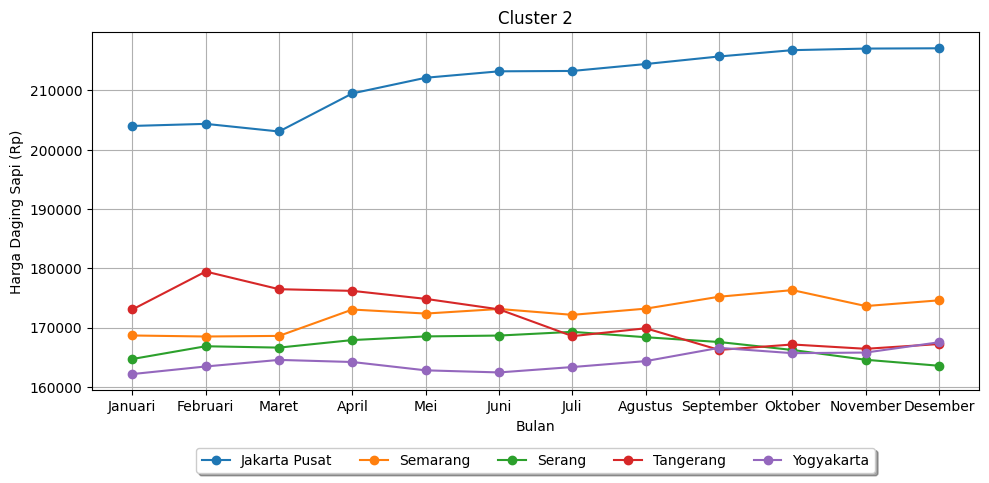 Cluster 2
Harga Daging Sapi (Rp)
210000
200000
190000
180000
170000
160000
Januari Februari Maret April Mei Juni Juli Agustus September Oktober November Desember
Bulan
Jakarta Pusat Semarang Serang Tangerang Yogyakarta